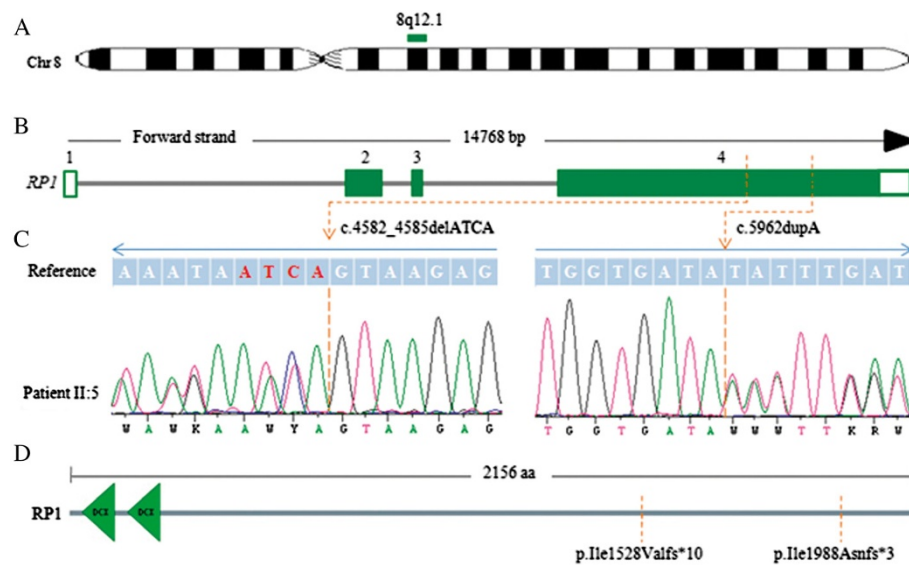 A
8q12.1
Chr 8
B
Forward strand 14768 bp
1 2 3 4
RP1
c.4582_4585delATCA c.5962dupA
C
Reference A A A T A A T C A G T A A G A G T G G T G A T A T A T T T G A T
Patient II:5
W A W K A A W Y A G T A A G A G T G G T G A T A W W W T T K R W
D
2156 aa
RP1 DCX DCX
p.Ile1528Valfs*10 p.Ile1988Asnfs*3